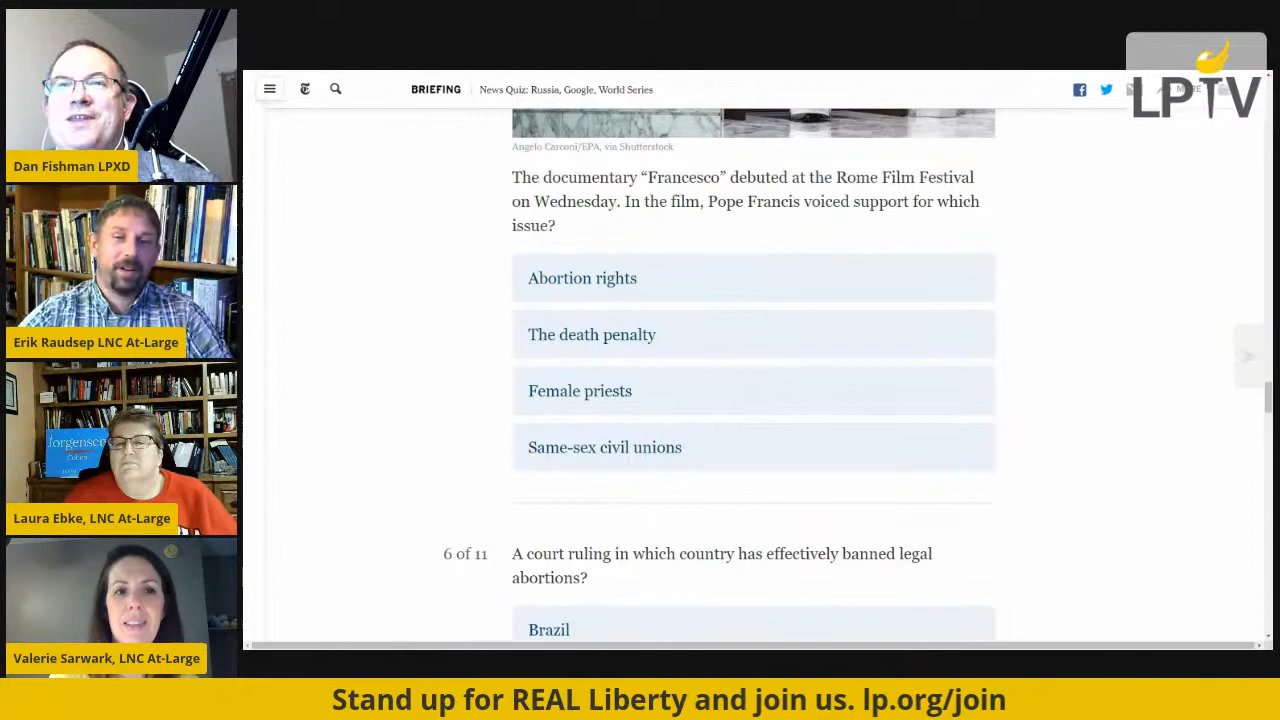 Dan Fishman LPXD
Erik Raudsep LNC At-Large
Jorgensen
Cohen
Laura Ebke, LNC At-Large
Valerie Sarwark, LNC At-Large
BRIEFING
News Quiz: Russia, Google, World Series
LPTV
Angelo Carconi/EPA, via Shutterstock
The documentary “Francesco” debuted at the Rome Film Festival
on Wednesday. In the film, Pope Francis voiced support for which
issue?
Abortion rights
The death penalty
Female priests
Same-sex civil unions
6 of 11
A court ruling in which country has effectively banned legal
abortions?
Brazil
Stand up for REAL Liberty and join us. lp.org/join